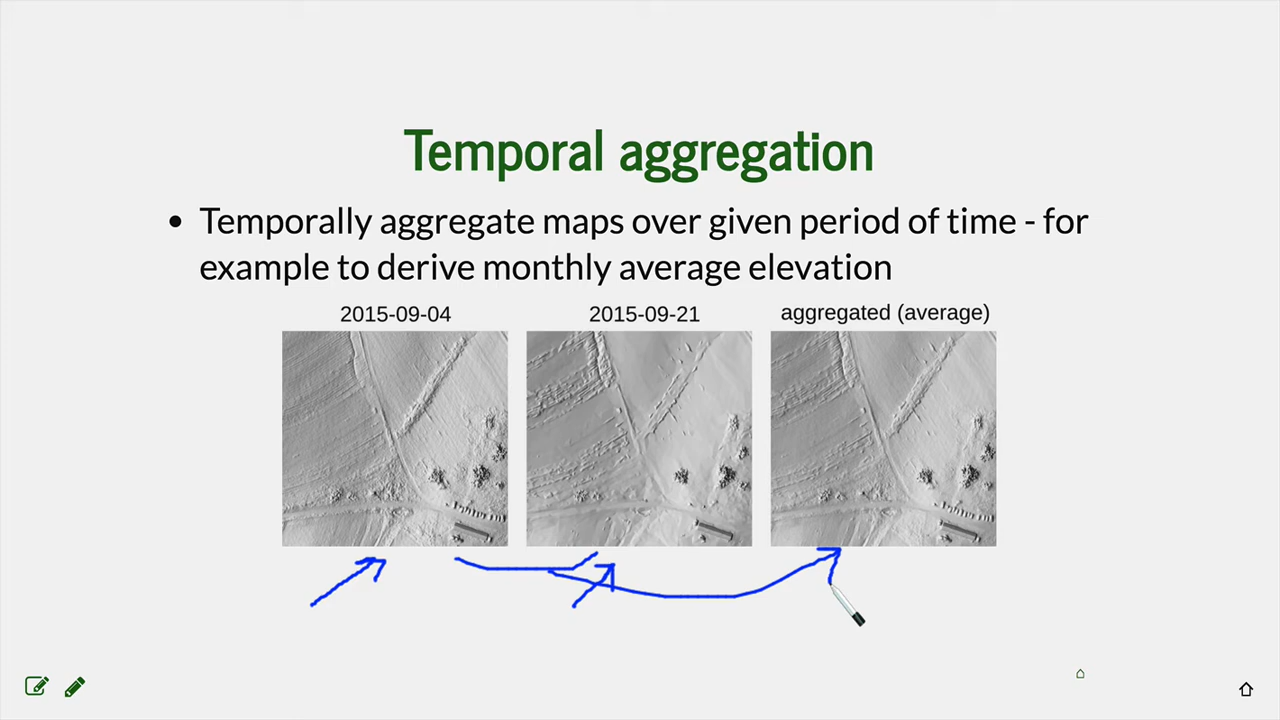 Temporal aggregation
• Temporally aggregate maps over given period of time - for
example to derive monthly average elevation
2015-09-04
2015-09-21
aggregated (average)